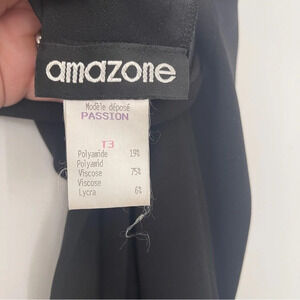 amazone
Modèle déposé
PASSION
T3
Polyamide 19%
Polyamid
Viscose 75%
Viscose
Lycra 6%